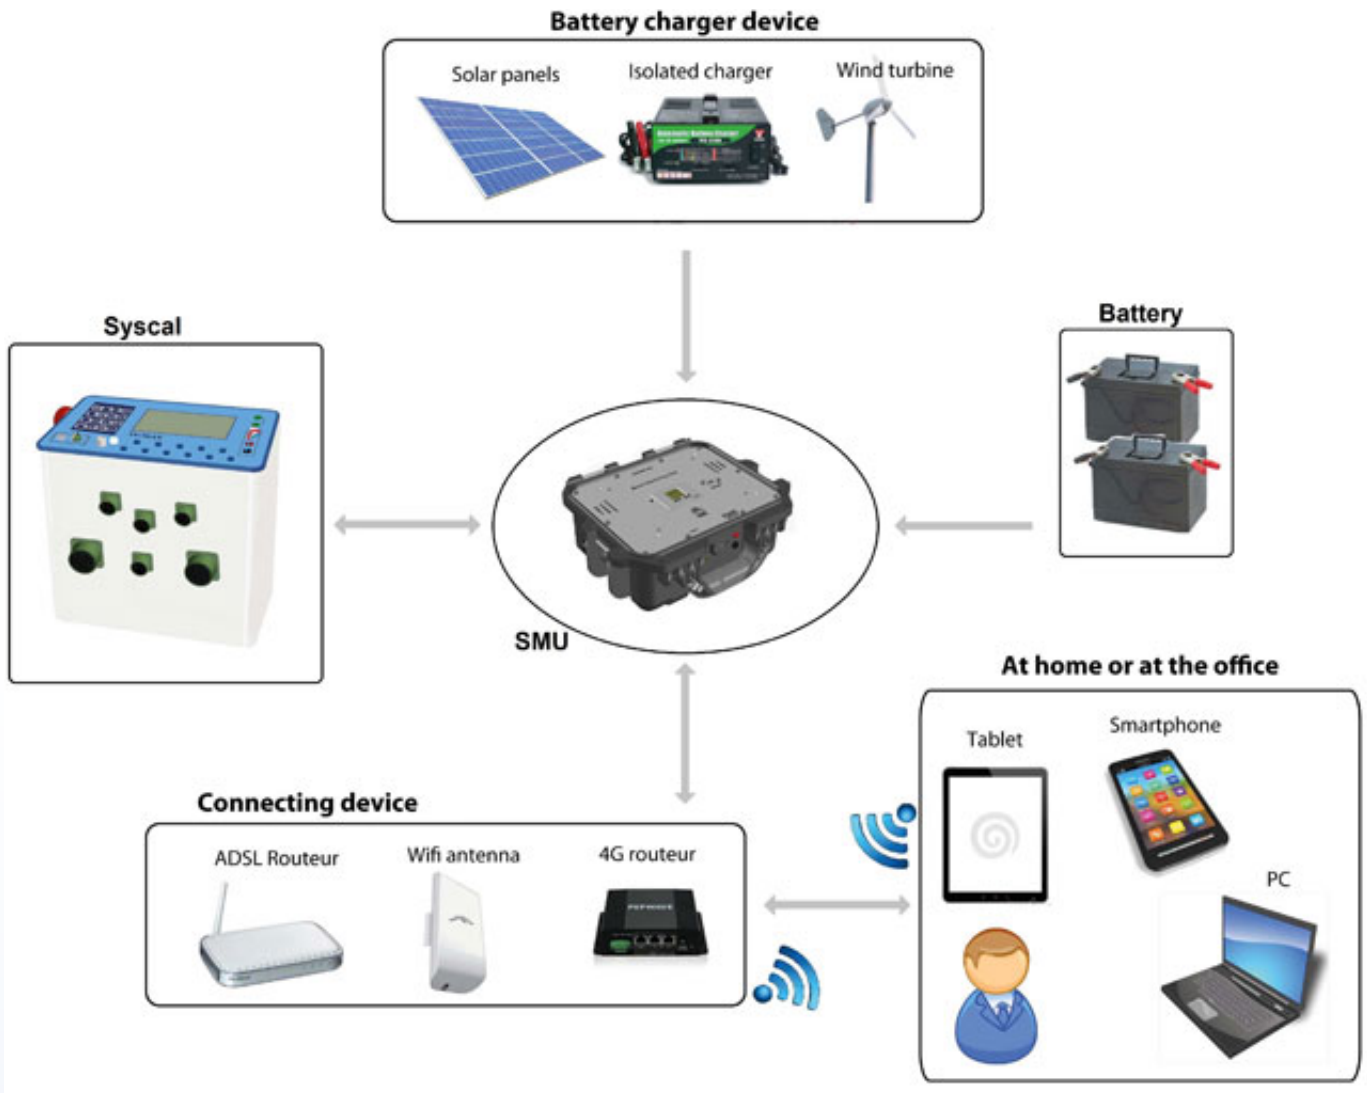 Battery charger device
Solar panels
Isolated charger
Wind turbine
Syscal
Battery
SMU
At home or at the office
Tablet
Smartphone
PC
Connecting device
ADSL Routeur
Wifi antenna
4G routeur